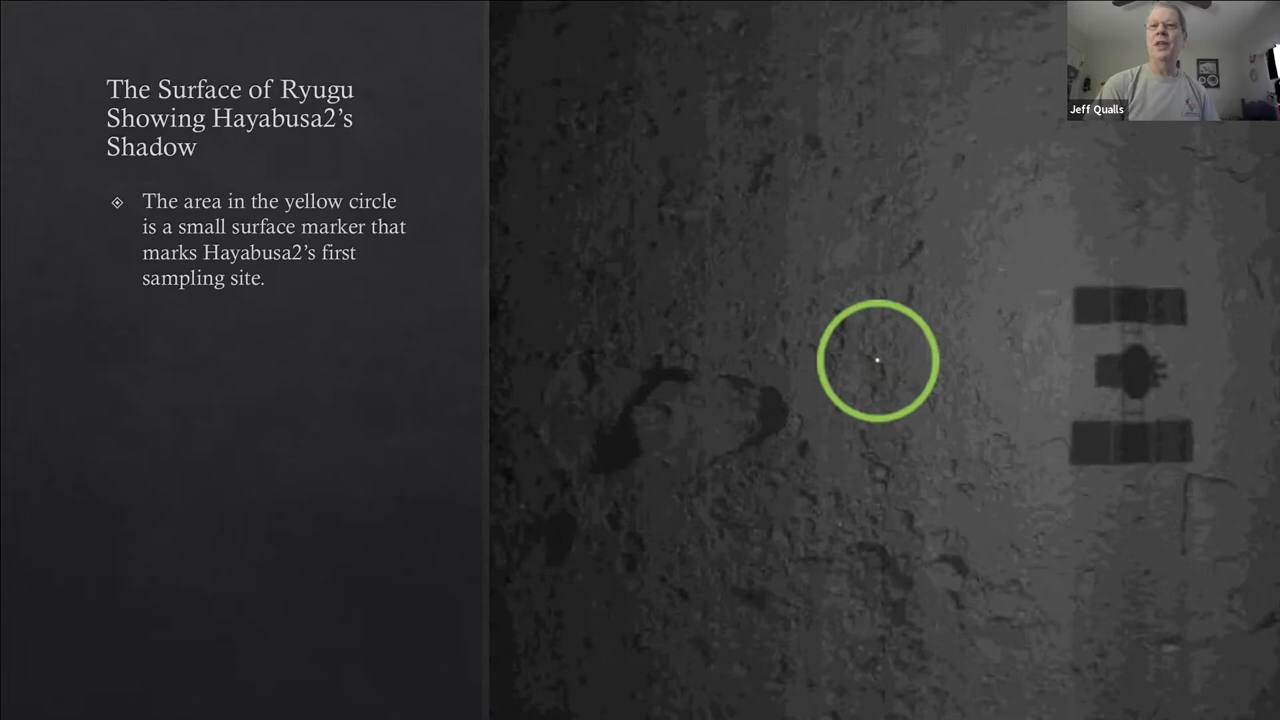 The Surface of Ryugu
Showing Hayabusa2’s
Shadow
The area in the yellow circle
is a small surface marker that
marks Hayabusa2’s first
sampling site.
Jeff Qualls